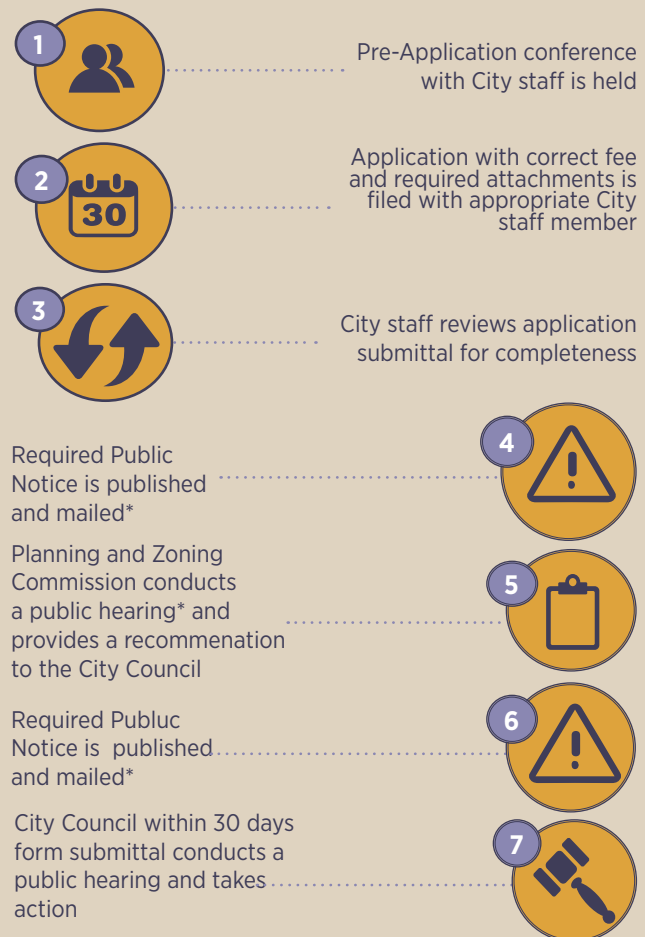 1
Pre-Application conference
with City staff is held
2
30
Application with correct fee
and required attachments is
filed with appropriate City
staff member
3
City staff reviews application
submittal for completeness
4
Required Public
Notice is published
and mailed*
5
Planning and Zoning
Commission conducts
a public hearing* and
provides a recommenation
to the City Council
6
Required Publuc
Notice is published
and mailed*
7
City Council within 30 days
form submittal conducts a
public hearing and takes
action